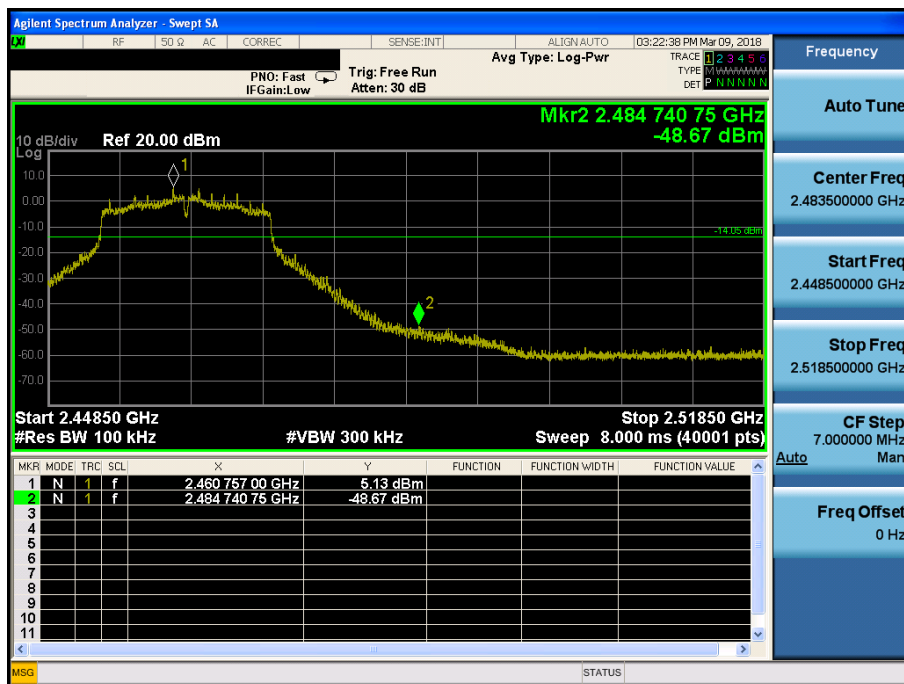 Agilent Spectrum Analyzer - Swept SA
LXI RF 50 Ω AC CORREC SENSE:INT ALIGN AUTO 03:22:38 PM Mar 09, 2018
Frequency
Avg Type: Log-Pwr
TRACE 1 2 3 4 5 6
TYPE M
DET P N N N N N
PNO: Fast
IFGain:Low
Trig: Free Run
Atten: 30 dB
Auto Tune
Mkr2 2.484 740 75 GHz
-48.67 dBm
10 dB/div
Log
Ref 20.00 dBm
10.0
0.00
-10.0
-20.0
-30.0
-40.0
-50.0
-60.0
-70.0
1
-14.05 dBm
2
Center Freq
2.483500000 GHz
Start Freq
2.448500000 GHz
Stop Freq
2.518500000 GHz
Start 2.44850 GHz
Stop 2.51850 GHz
#Res BW 100 kHz
#VBW 300 kHz
Sweep 8.000 ms (40001 pts)
CF Step
7.000000 MHz
Auto Man
MKR MODE TRC SCL X Y FUNCTION FUNCTION WIDTH FUNCTION VALUE
1 N 1 f 2.460 757 00 GHz 5.13 dBm
2 N 1 f 2.484 740 75 GHz -48.67 dBm
3
4
5
6
7
8
9
10
11
Freq Offset
0 Hz
MSG
STATUS